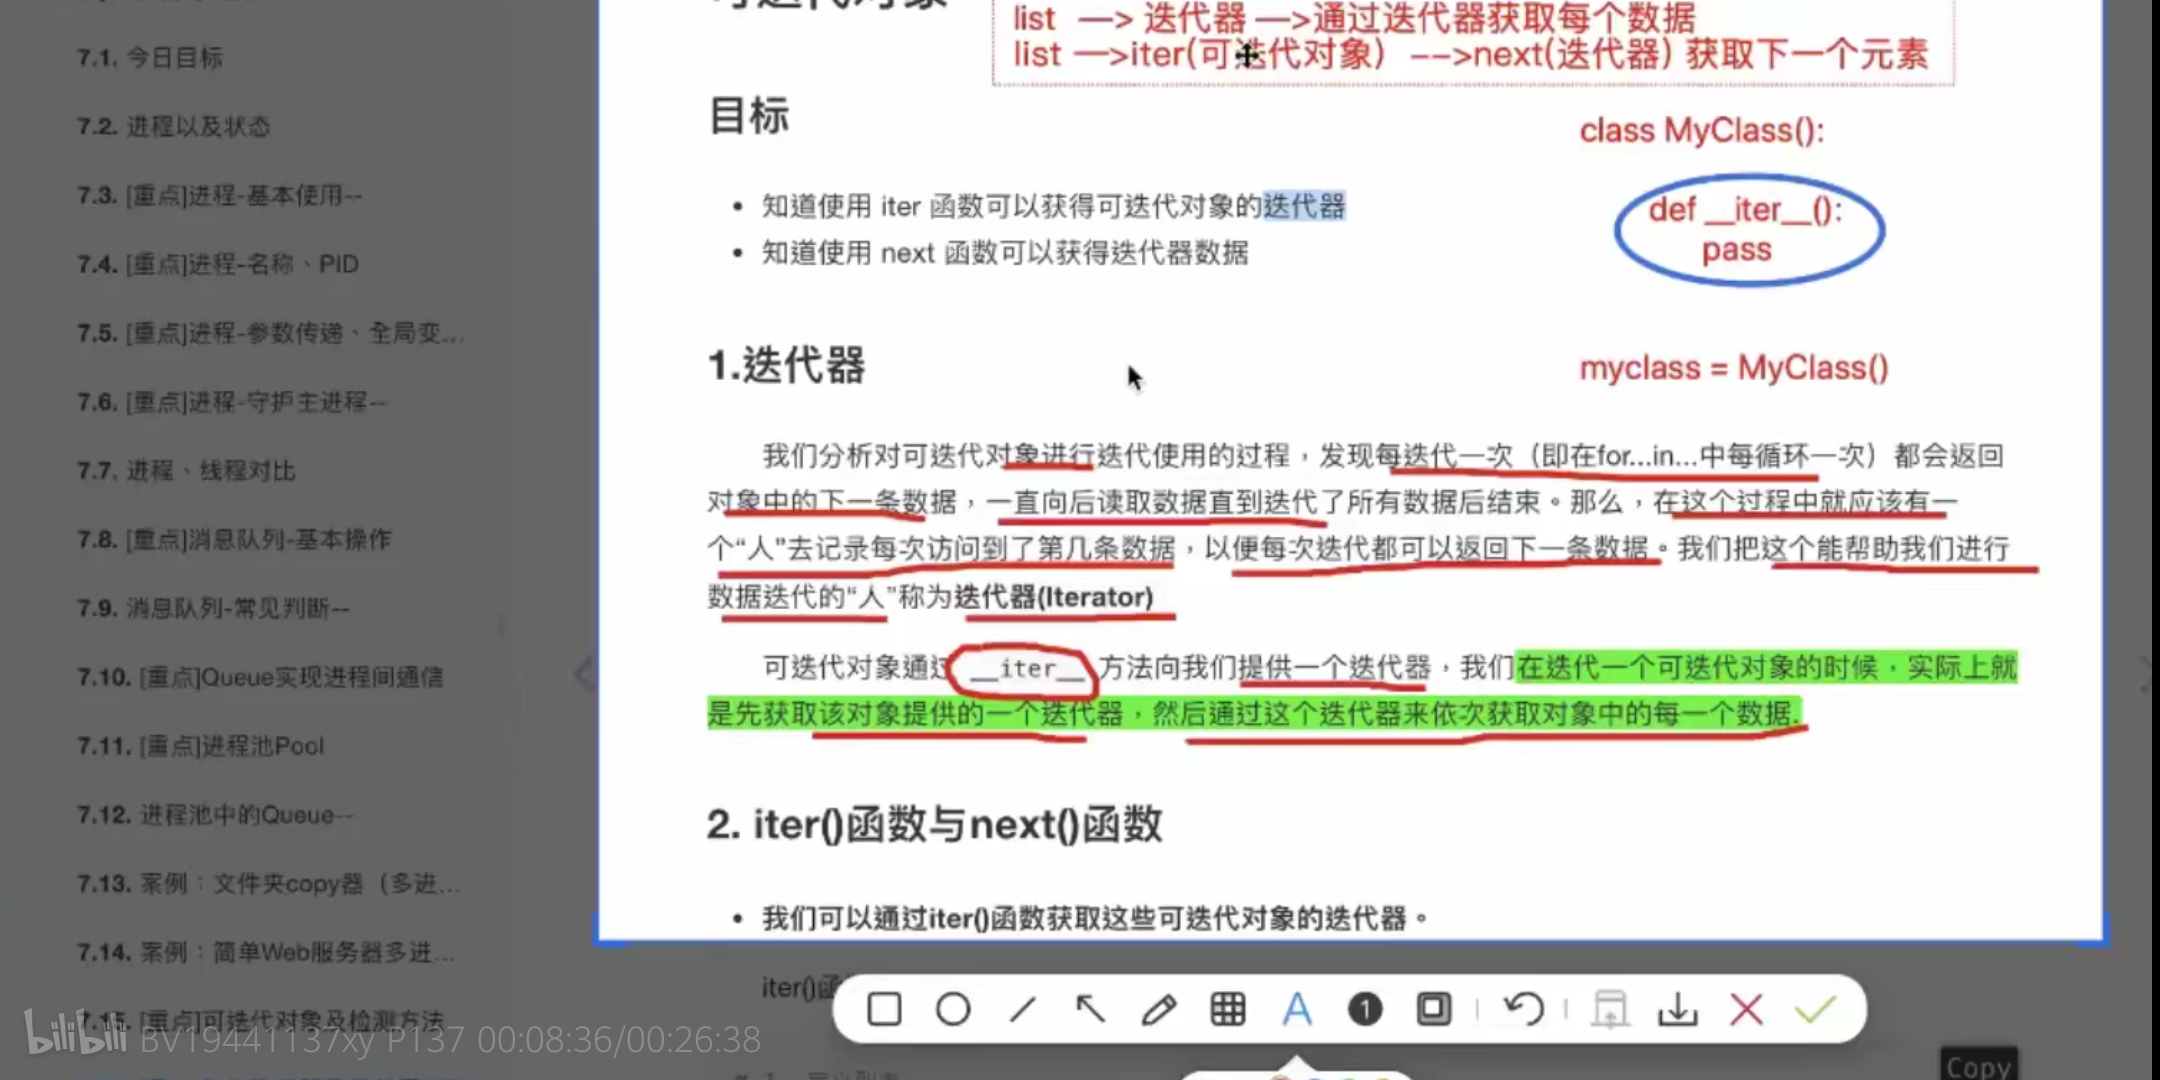 7.1. 今日目标
7.2. 进程以及状态
7.3. [重点]进程-基本使用--
7.4. [重点]进程-名称、PID
7.5. [重点]进程-参数传递、全局变...
7.6. [重点]进程-守护主进程--
7.7. 进程、线程对比
7.8. [重点]消息队列-基本操作
7.9. 消息队列-常见判断--
7.10. [重点]Queue实现进程间通信
7.11. [重点]进程池Pool
7.12. 进程池中的Queue--
7.13. 案例：文件夹copy器（多进...
7.14. 案例：简单Web服务器多进...
7.15. [重点]可迭代对象及检测方法
bilibili BV19441137xy P137 00:08:36/00:26:38
可迭代对象
list —> 迭代器 —>通过迭代器获取每个数据
list —>iter(可迭代对象) -->next(迭代器) 获取下一个元素
目标
class MyClass():
知道使用 iter 函数可以获得可迭代对象的迭代器
def __iter__():
知道使用 next 函数可以获得迭代器数据
pass
1.迭代器
myclass = MyClass()
我们分析对可迭代对象进行迭代使用的过程，发现每迭代一次（即在for...in...中每循环一次）都会返回
对象中的下一条数据，一直向后读取数据直到迭代了所有数据后结束。那么，在这个过程中就应该有一
个“人”去记录每次访问到了第几条数据，以便每次迭代都可以返回下一条数据。我们把这个能帮助我们进行
数据迭代的“人”称为迭代器(Iterator)
可迭代对象通过 __iter__ 方法向我们提供一个迭代器，我们在迭代一个可迭代对象的时候，实际上就
是先获取该对象提供的一个迭代器，然后通过这个迭代器来依次获取对象中的每一个数据.
2. iter()函数与next()函数
我们可以通过iter()函数获取这些可迭代对象的迭代器。
iter()函
A
1
Copy